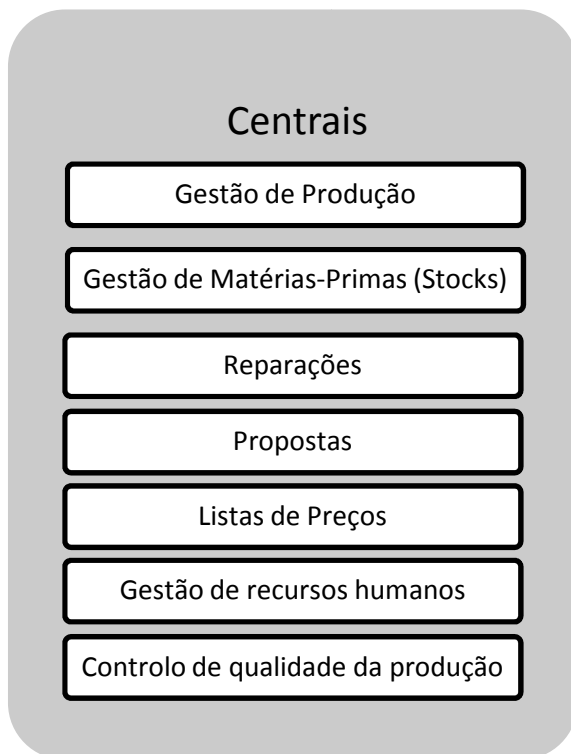 Centrais
Gestão de Produção
Gestão de Matérias-Primas (Stocks)
Reparações
Propostas
Listas de Preços
Gestão de recursos humanos
Controlo de qualidade da produção